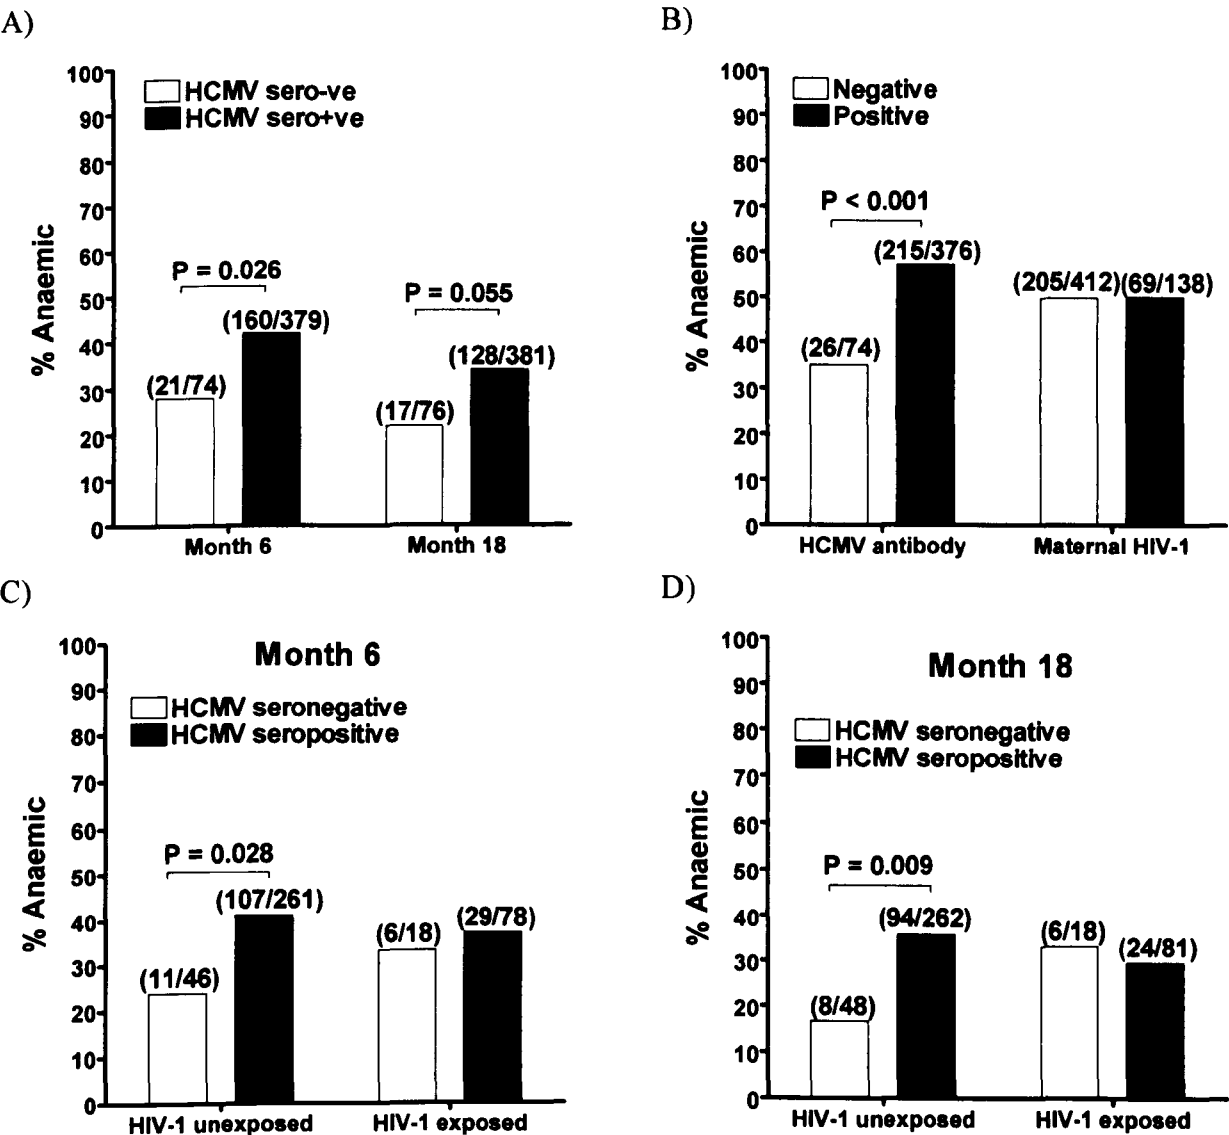 A)
100
90
80
70
60
50
40
30
20
10
0
% Anaemic
HCMV sero-ve
HCMV sero+ve
P = 0.026
(21/74)
(160/379)
P = 0.055
(17/76)
(128/381)
Month 6
Month 18
B)
100
90
80
70
60
50
40
30
20
10
0
% Anaemic
Negative
Positive
P < 0.001
(26/74)
(215/376)
(205/412)
(69/138)
HCMV antibody
Maternal HIV-1
C)
100
90
80
70
60
50
40
30
20
10
0
% Anaemic
Month 6
HCMV seronegative
HCMV seropositive
P = 0.028
(11/46)
(107/261)
(6/18)
(29/78)
HIV-1 unexposed
HIV-1 exposed
D)
100
90
80
70
60
50
40
30
20
10
0
% Anaemic
Month 18
HCMV seronegative
HCMV seropositive
P = 0.009
(8/48)
(94/262)
(6/18)
(24/81)
HIV-1 unexposed
HIV-1 exposed